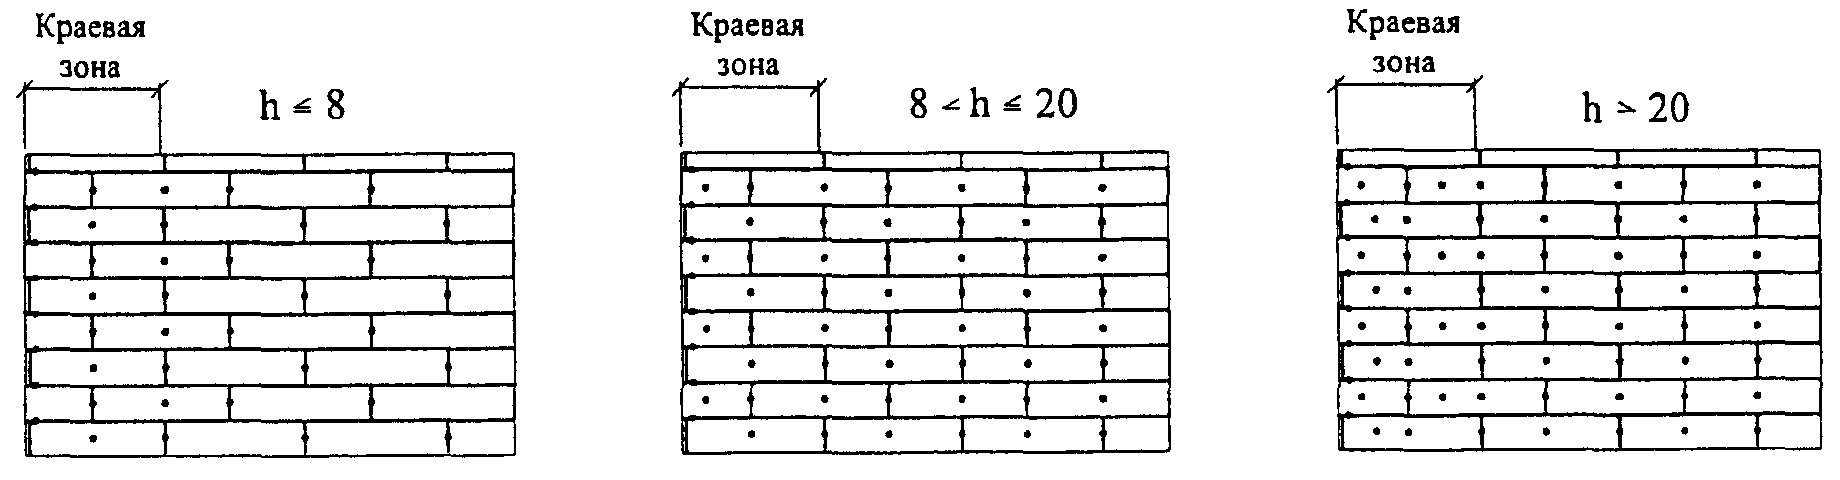 Краевая
зона
h ≤ 8
Краевая
зона
8 < h ≤ 20
Краевая
зона
h > 20